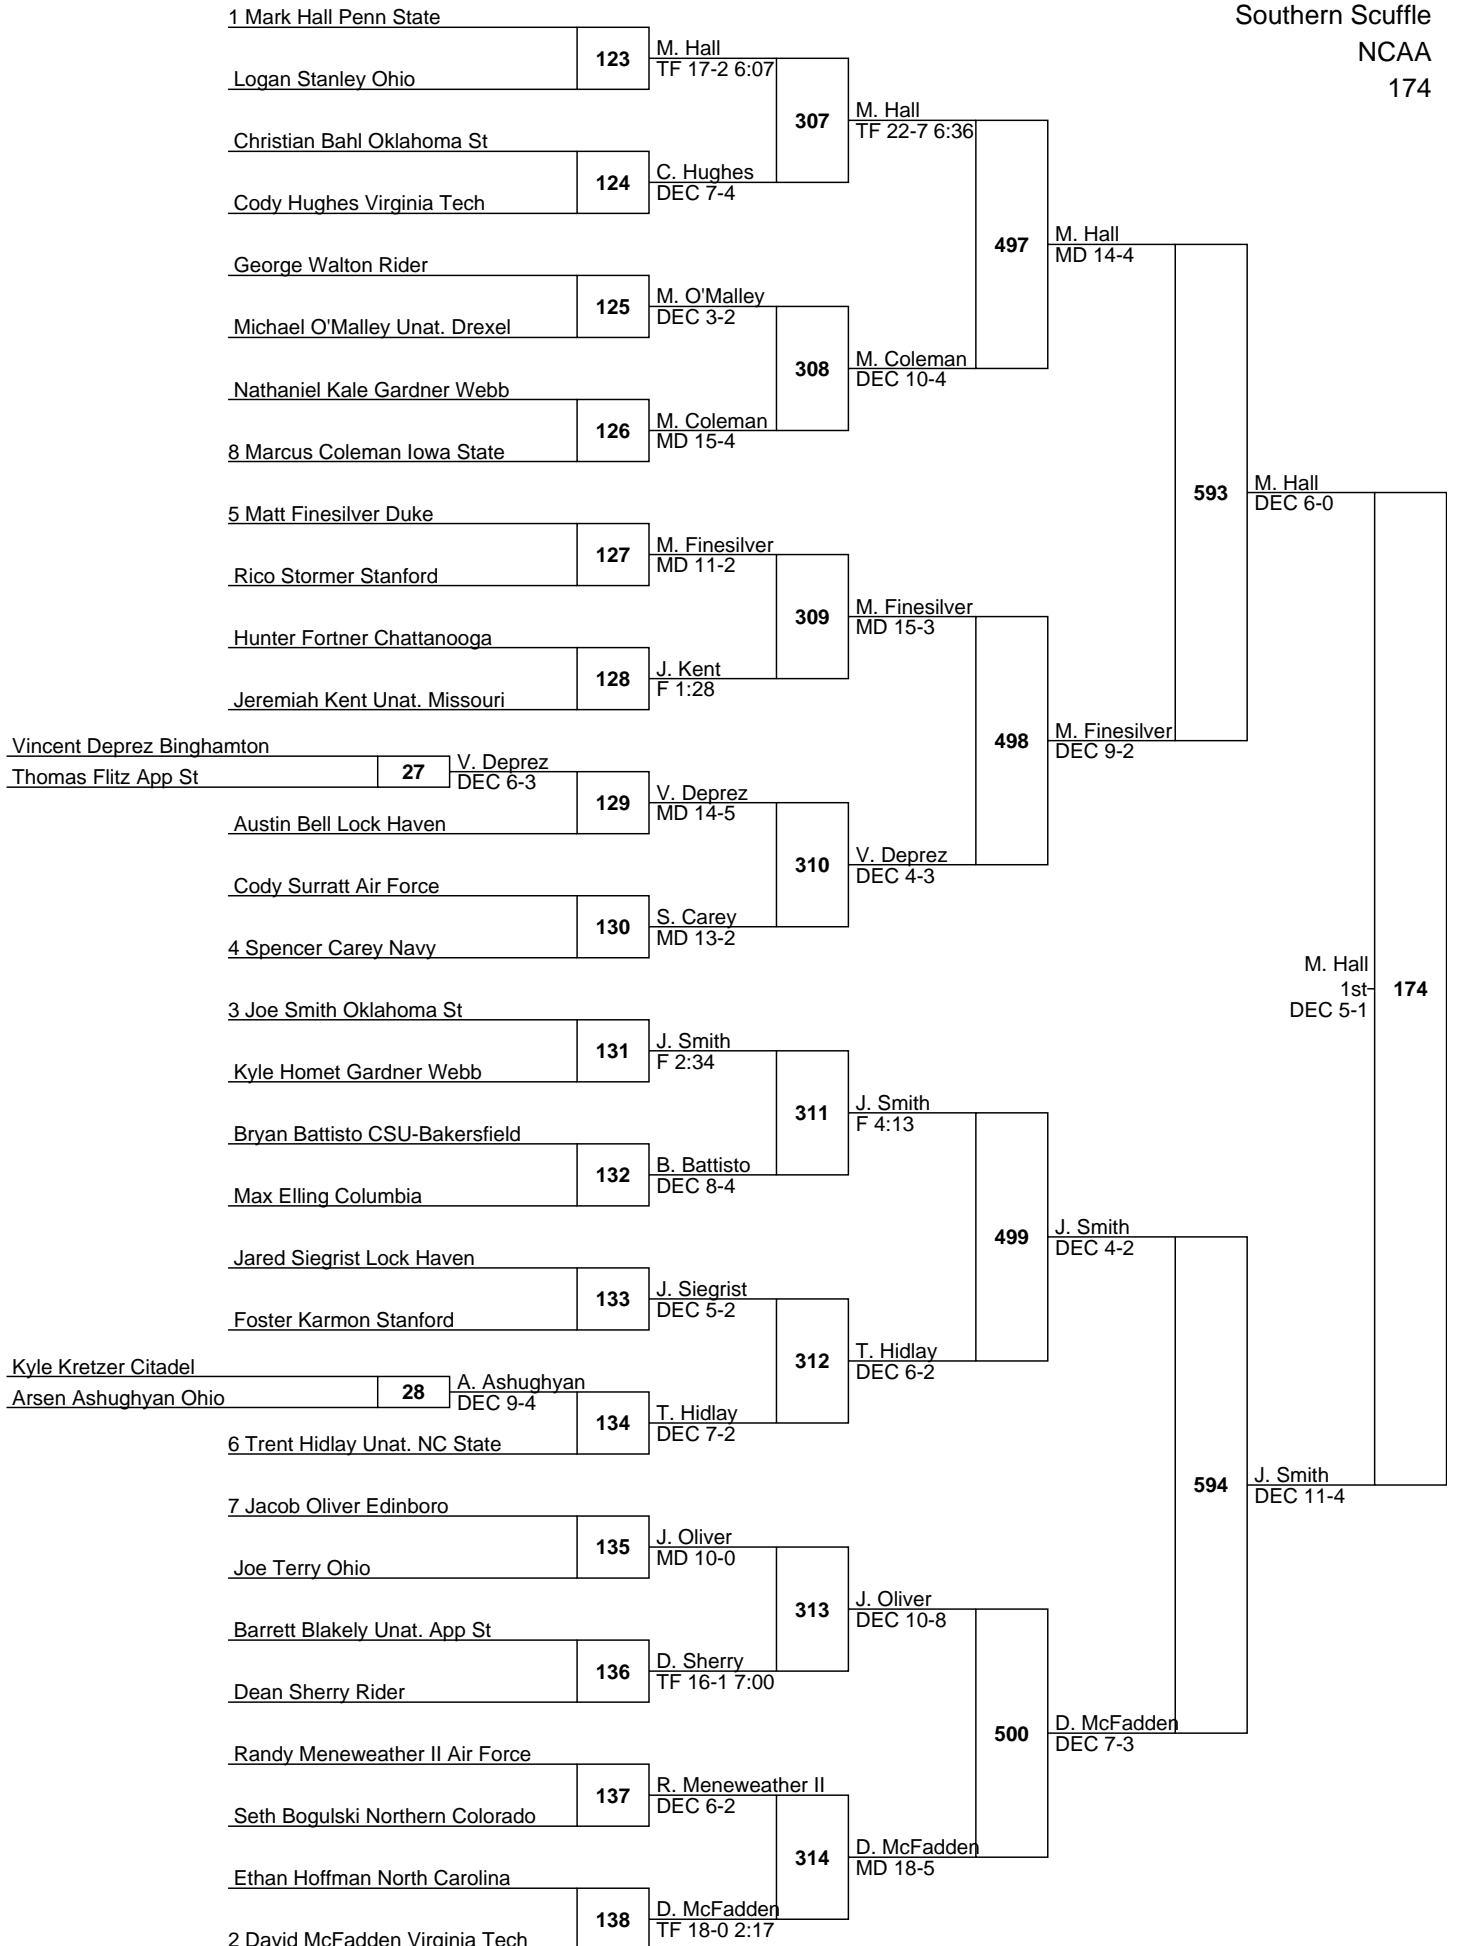 Southern Scuffle
NCAA
174
1 Mark Hall Penn State
123
M. Hall
TF 17-2 6:07
Logan Stanley Ohio
307
M. Hall
TF 22-7 6:36
Christian Bahl Oklahoma St
124
C. Hughes
DEC 7-4
Cody Hughes Virginia Tech
497
M. Hall
MD 14-4
George Walton Rider
125
M. O'Malley
DEC 3-2
Michael O'Malley Unat. Drexel
308
M. Coleman
DEC 10-4
Nathaniel Kale Gardner Webb
126
M. Coleman
MD 15-4
8 Marcus Coleman Iowa State
593
M. Hall
DEC 6-0
5 Matt Finesilver Duke
127
M. Finesilver
MD 11-2
Rico Stormer Stanford
309
M. Finesilver
MD 15-3
Hunter Fortner Chattanooga
128
J. Kent
F 1:28
Jeremiah Kent Unat. Missouri
498
M. Finesilver
DEC 9-2
Vincent Deprez Binghamton
Thomas Flitz App St
27
V. Deprez
DEC 6-3
129
V. Deprez
MD 14-5
Austin Bell Lock Haven
310
V. Deprez
DEC 4-3
Cody Surratt Air Force
130
S. Carey
MD 13-2
4 Spencer Carey Navy
M. Hall
1st
DEC 5-1
174
3 Joe Smith Oklahoma St
131
J. Smith
F 2:34
Kyle Homet Gardner Webb
311
J. Smith
F 4:13
Bryan Battisto CSU-Bakersfield
132
B. Battisto
DEC 8-4
Max Elling Columbia
499
J. Smith
DEC 4-2
Jared Siegrist Lock Haven
133
J. Siegrist
DEC 5-2
Foster Karmon Stanford
312
T. Hidlay
DEC 6-2
Kyle Kretzer Citadel
Arsen Ashughyan Ohio
28
A. Ashughyan
DEC 9-4
134
T. Hidlay
DEC 7-2
6 Trent Hidlay Unat. NC State
594
J. Smith
DEC 11-4
7 Jacob Oliver Edinboro
135
J. Oliver
MD 10-0
Joe Terry Ohio
313
J. Oliver
DEC 10-8
Barrett Blakely Unat. App St
136
D. Sherry
TF 16-1 7:00
Dean Sherry Rider
500
D. McFadden
DEC 7-3
Randy Meneweather II Air Force
137
R. Meneweather II
DEC 6-2
Seth Bogulski Northern Colorado
314
D. McFadden
MD 18-5
Ethan Hoffman North Carolina
138
D. McFadden
TF 18-0 2:17
2 David McFadden Virginia Tech